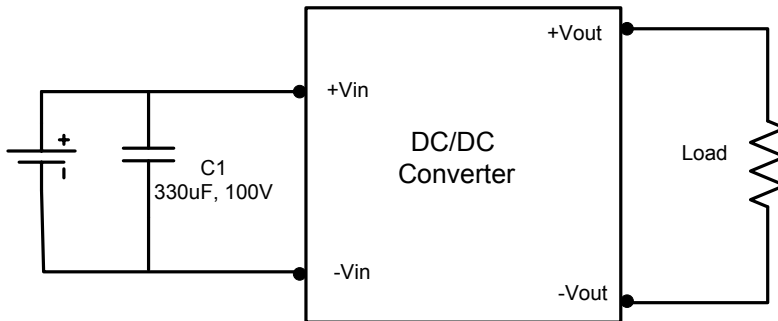 +Vout
+Vin
+
DC/DC
Converter
Load
C1
330uF, 100V
-Vin
-Vout